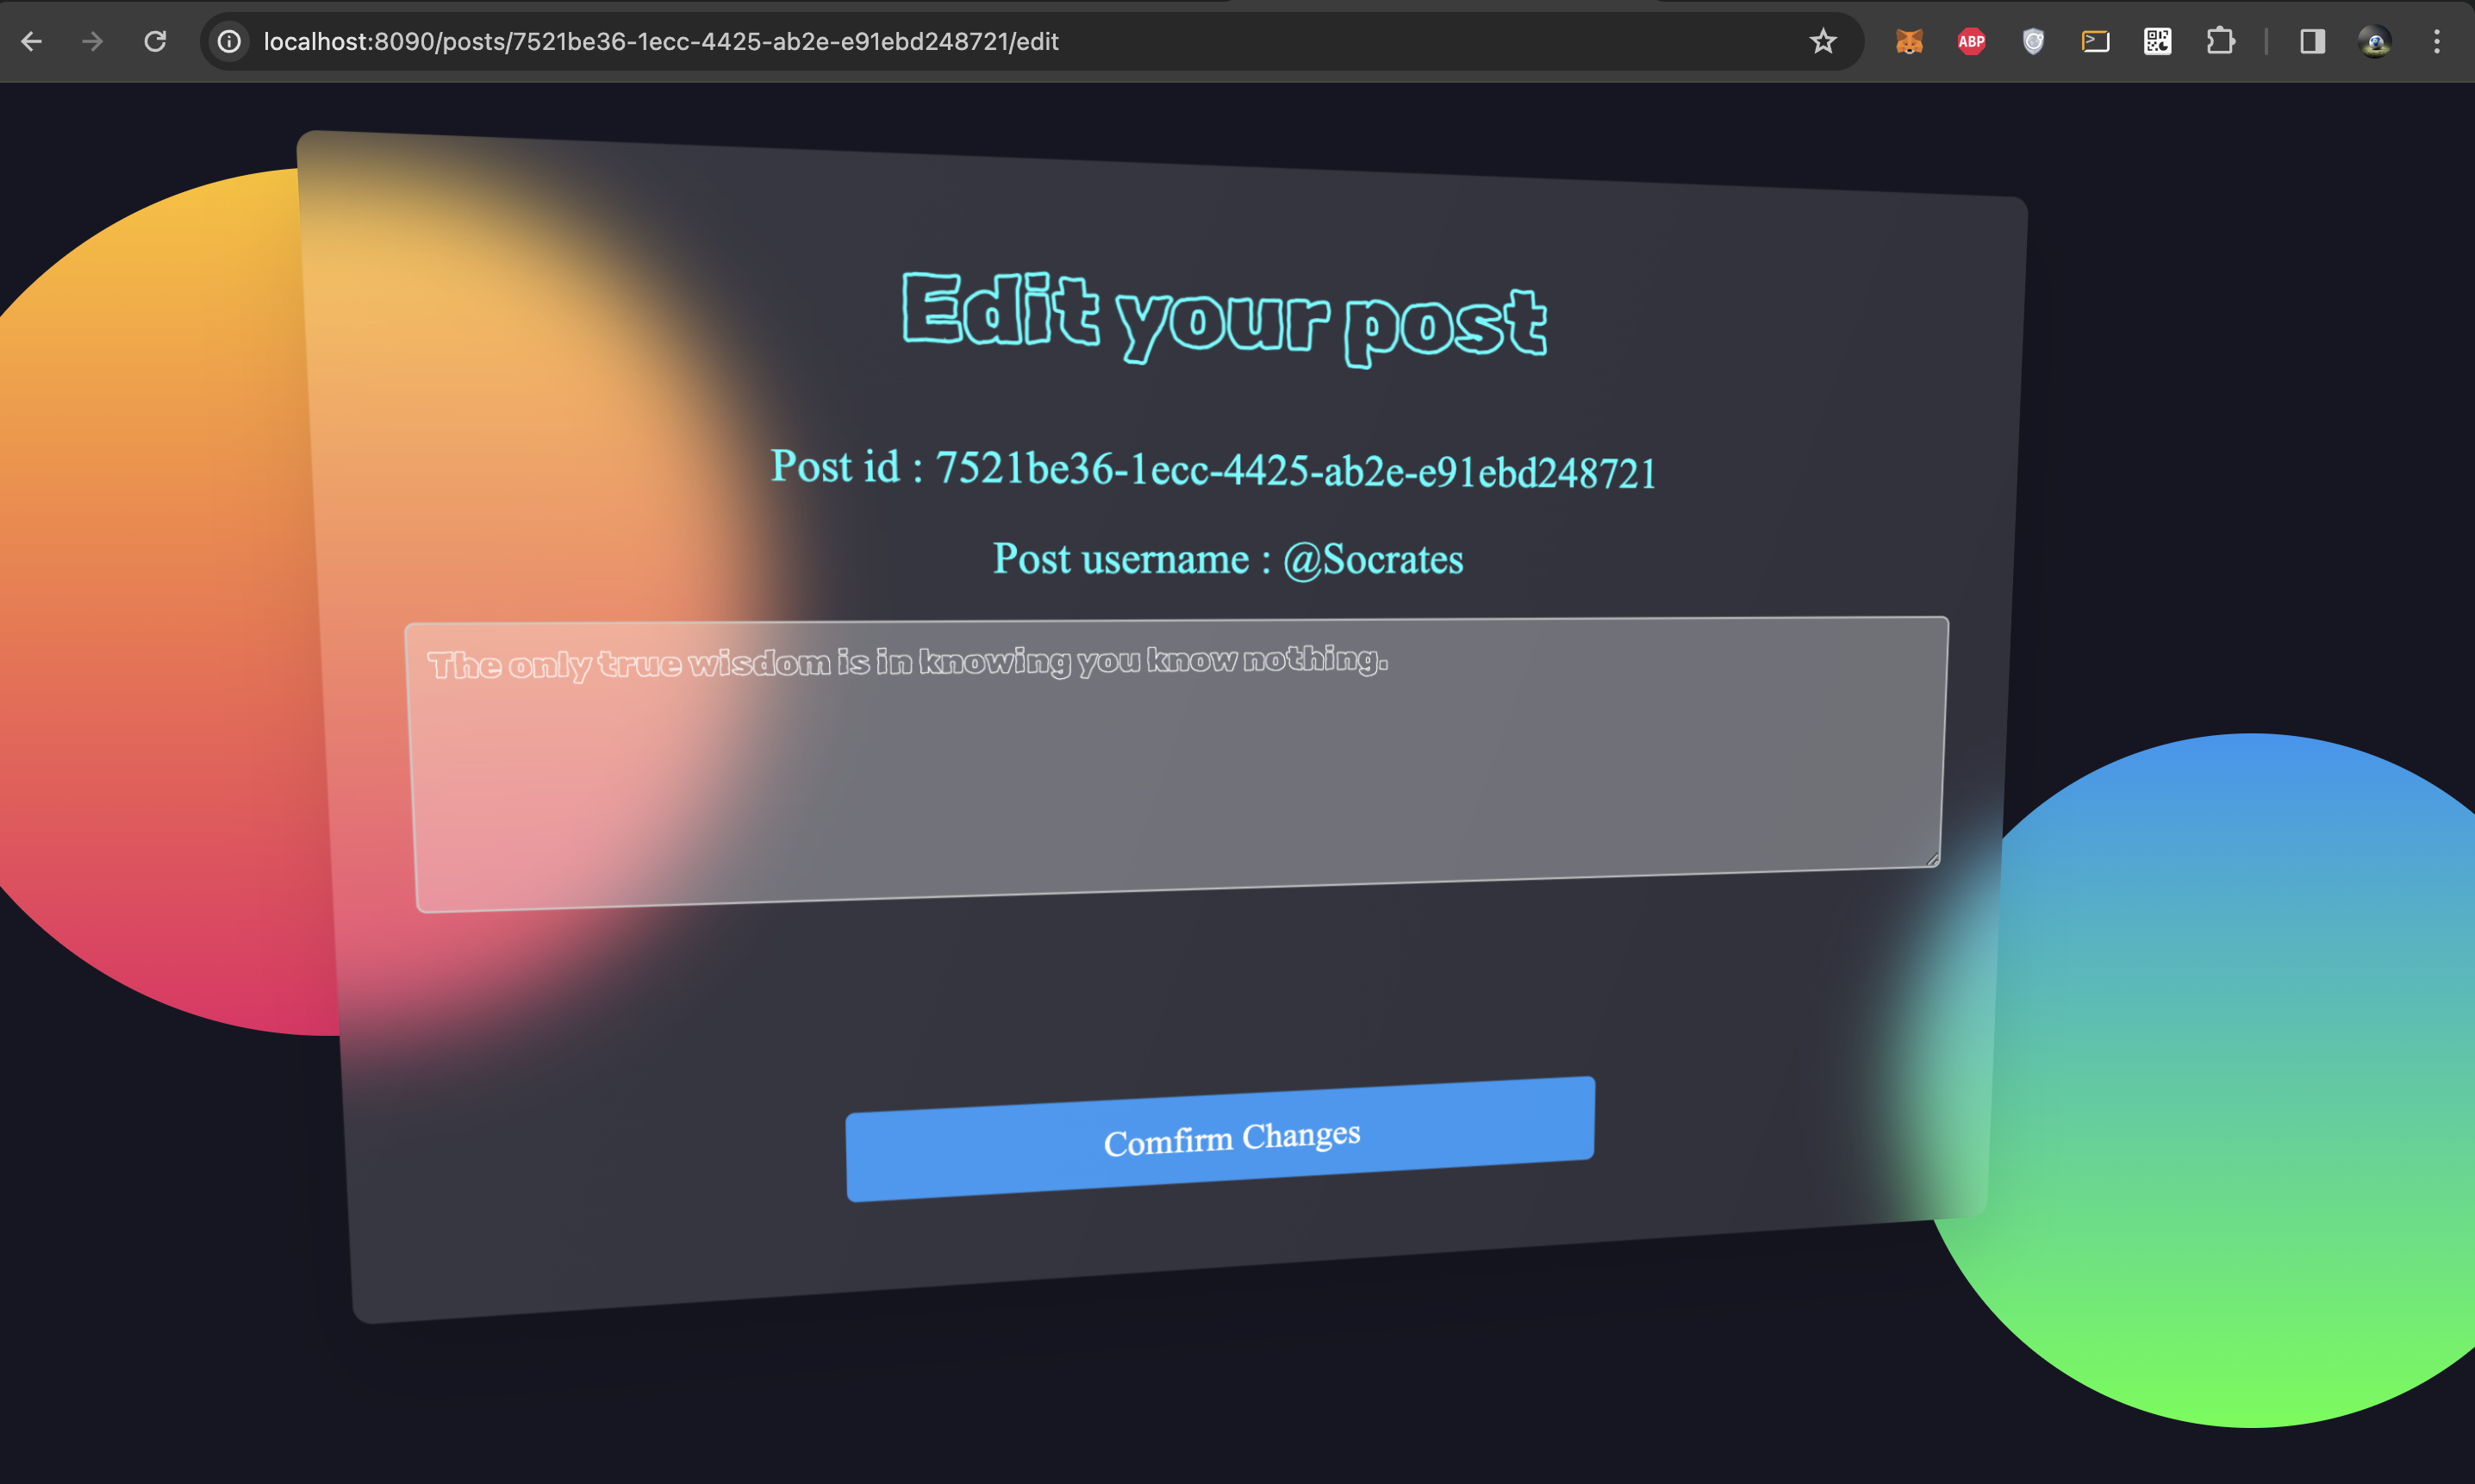 localhost:8090/posts/7521be36-1ecc-4425-ab2e-e91ebd248721/edit
ABP
Edit your post
Post id : 7521be36-1ecc-4425-ab2e-e91ebd248721
Post username : @Socrates
The only true wisdom is in knowing you know nothing.
Comfirm Changes